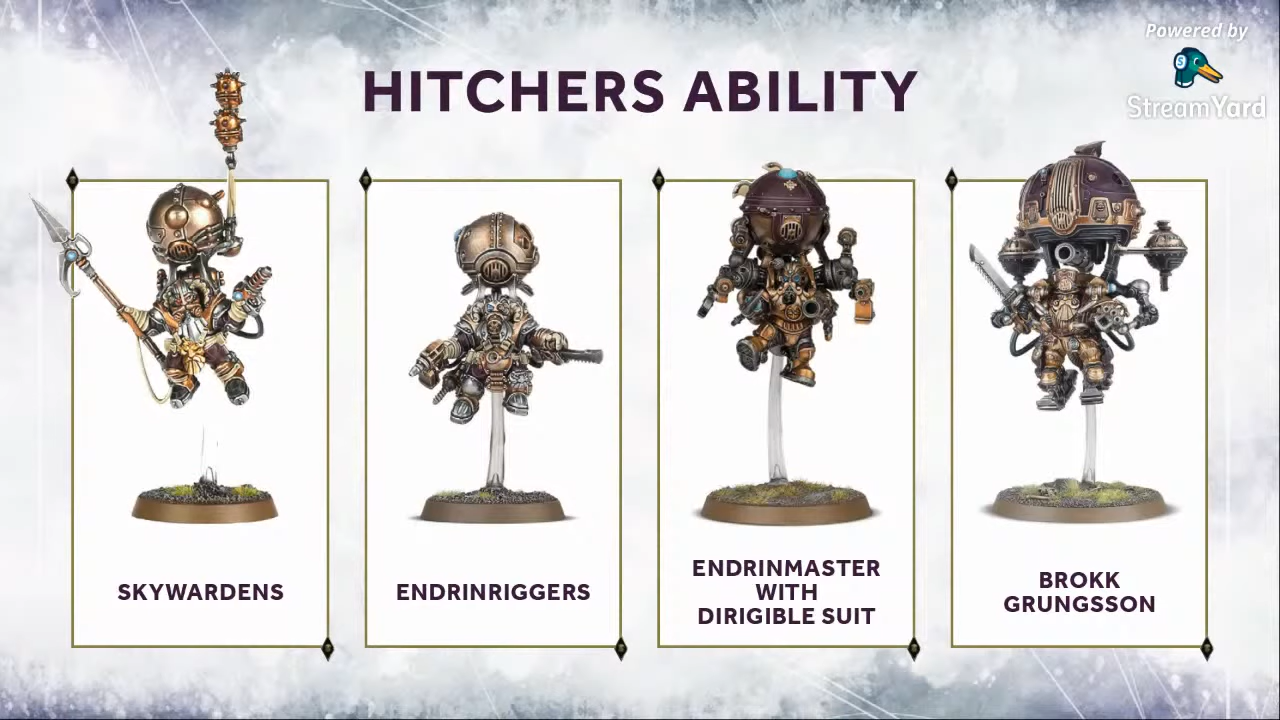 Powered by
StreamYard
HITCHERS ABILITY
SKYWARDENS
ENDRINRIGGERS
ENDRINMASTER
WITH
DIRIGIBLE SUIT
BROKK
GRUNGSSON